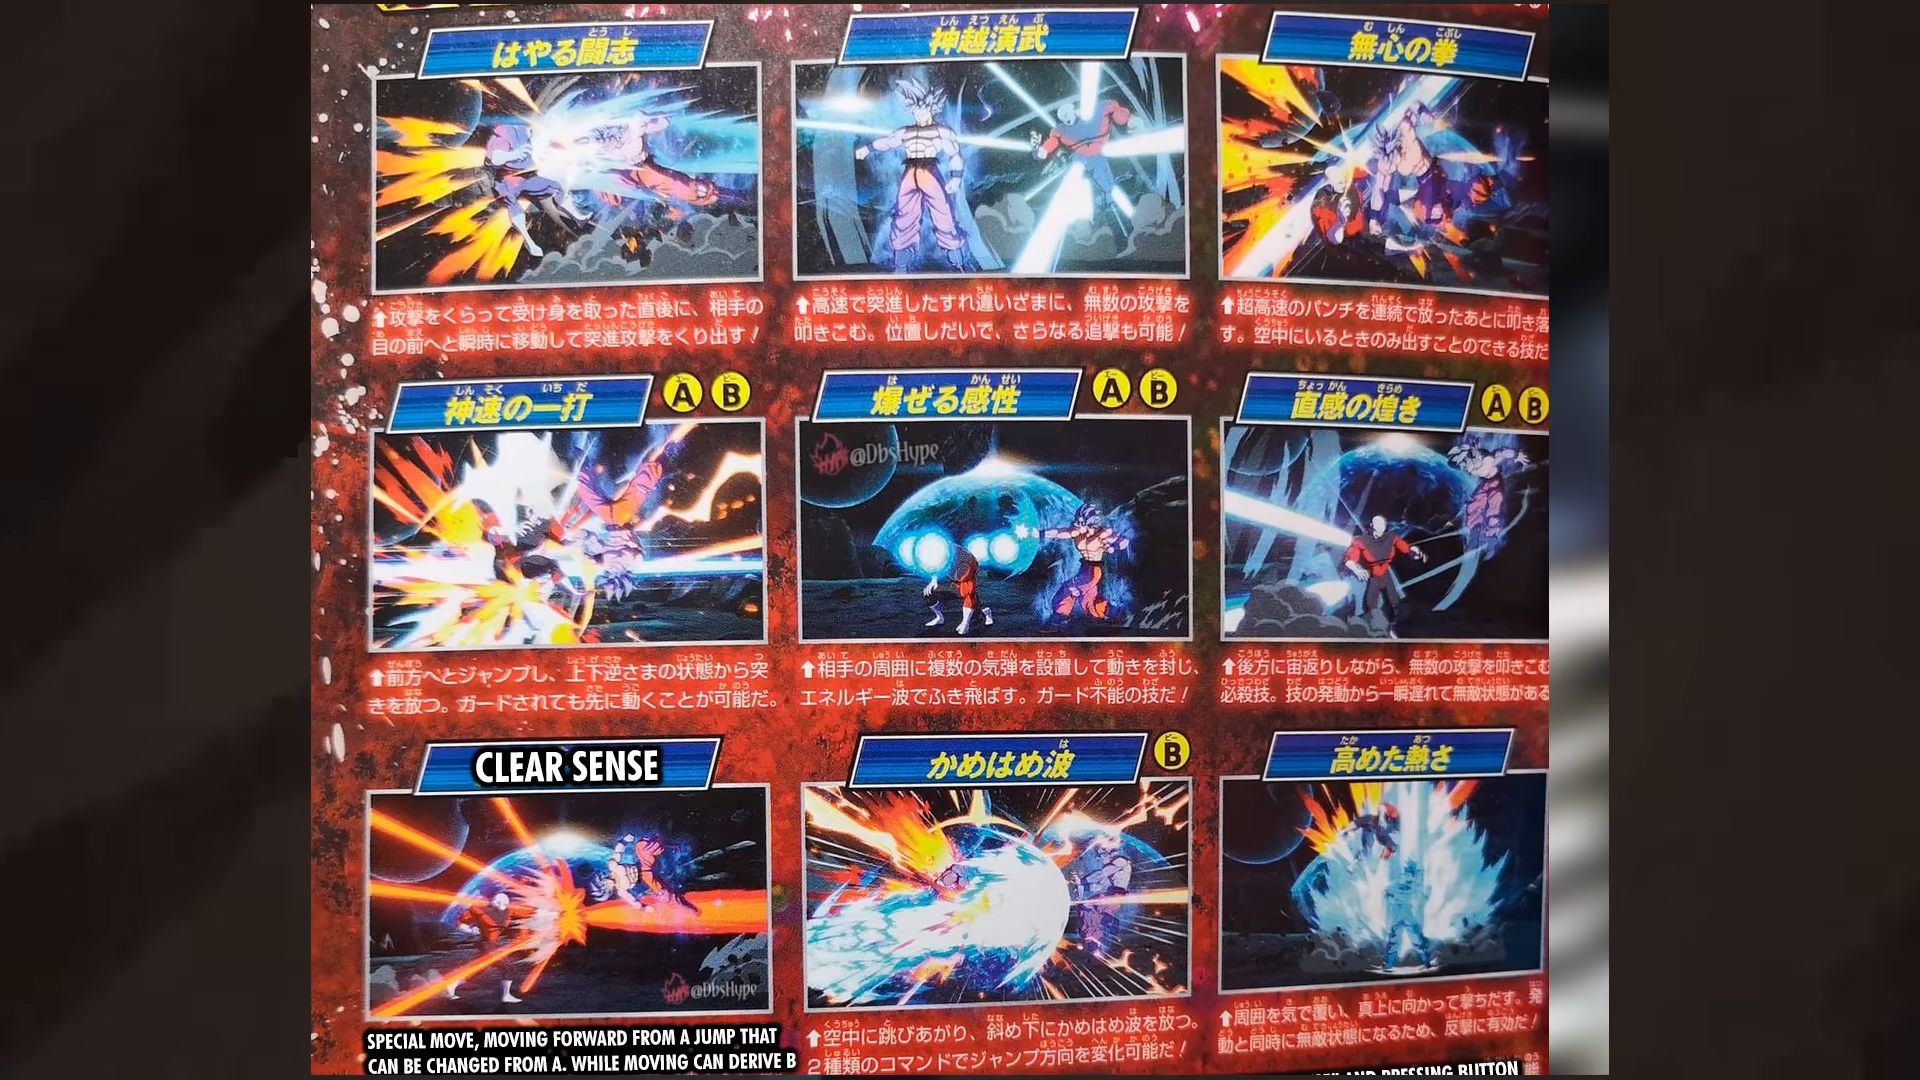 はやる闘志
神越演武
無心の拳
↑攻撃をくらって受け身を取った直後に、相手の
目の前へと瞬時に移動して突進攻撃をくり出す!
↑高速で突進したすれ違いざまに、無数の攻撃を
叩きこむ。位置しだいで、さらなる追撃も可能!
↑超高速のパンチを連続で放ったあとに叩き落
す。空中にいるときのみ出すことのできる技だ
神速の一打 A B
爆ぜる感性 A B
直感の煌き A B
@DbsHype
↑前方へとジャンプし、上下逆さまの状態から突
きを放つ。ガードされても先に動くことが可能だ。
↑相手の周囲に複数の気弾を設置して動きを封じ、
エネルギー波でふき飛ばす。ガード不能の技だ!
↑後方に宙返りしながら、無数の攻撃を叩きこむ
必殺技。技の発動から一瞬遅れて無敵状態がある
CLEAR SENSE
かめはめ波 B
高めた熱さ
@DbsHype
SPECIAL MOVE, MOVING FORWARD FROM A JUMP THAT
CAN BE CHANGED FROM A. WHILE MOVING CAN DERIVE B
↑空中に跳びあがり、斜め下にかめはめ波を放つ。
2種類のコマンドでジャンプ方向を変化可能だ!
↑周囲を気で覆い、真上に向かって撃ちだす。発
動と同時に無敵状態になるため、反撃に有効だ!
AND PRESSING BUTTON